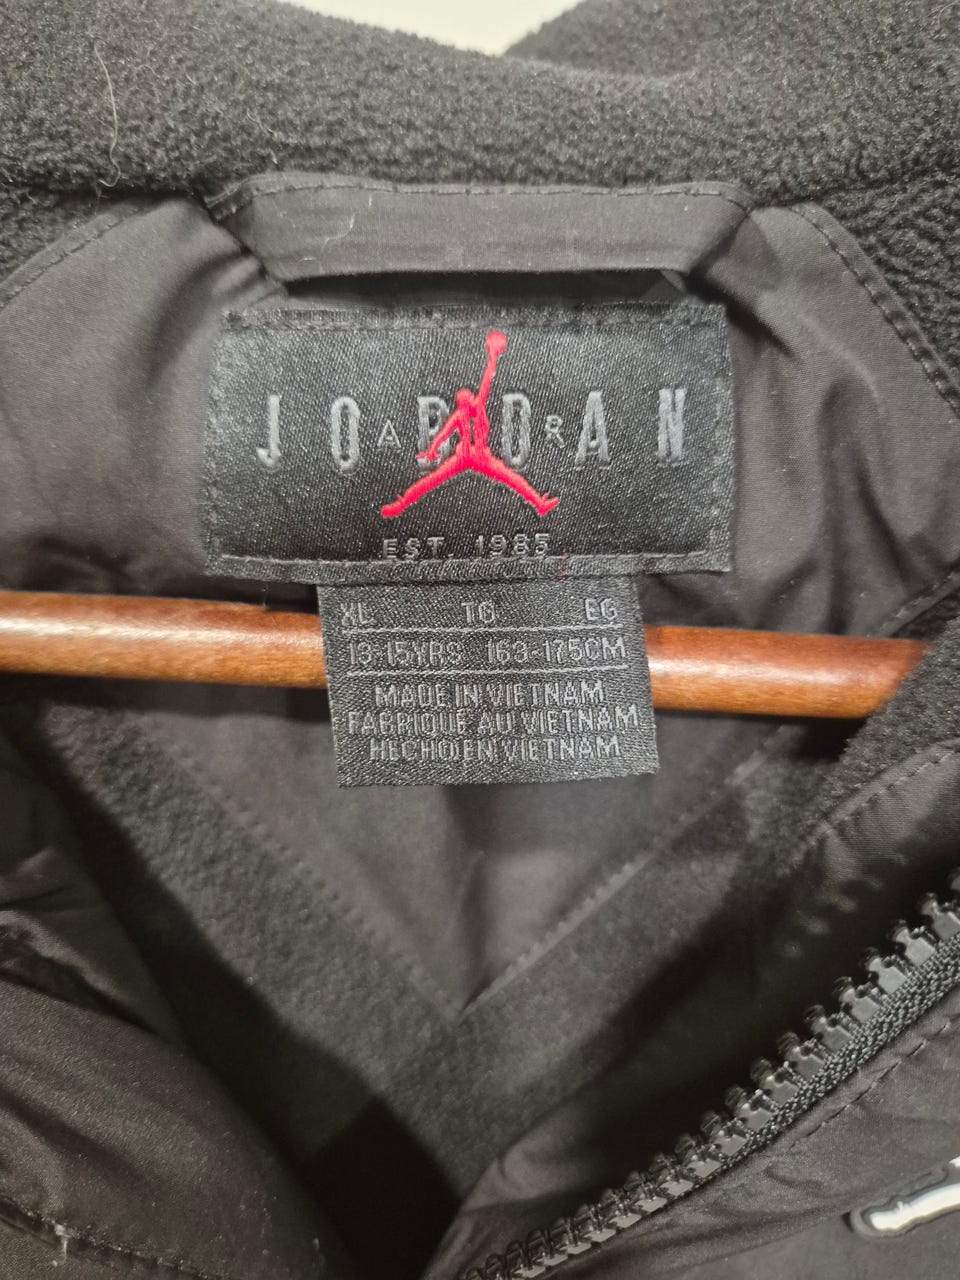 JORDAN
AIR
EST. 1985
XL TG EG
13-15YRS 163-175CM
MADE IN VIETNAM
FABRIQUÉ AU VIETNAM
HECHO EN VIETNAM